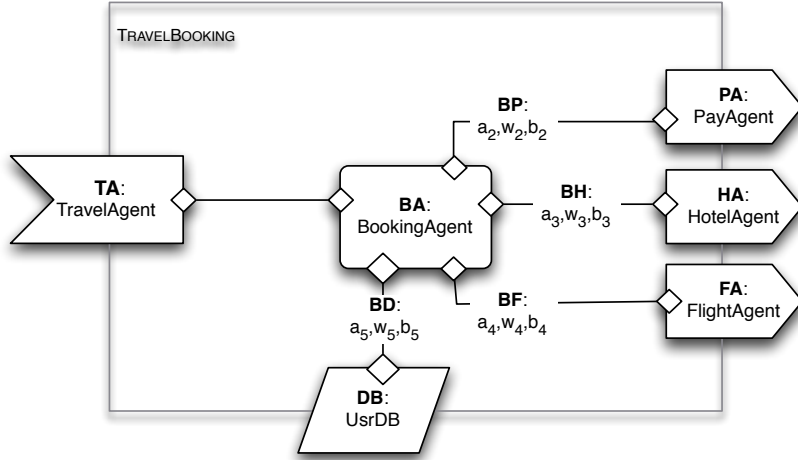 TRAVELBOOKING
TA:
TravelAgent
BA:
BookingAgent
BP:
a2,w2,b2
BH:
a3,w3,b3
BF:
a4,w4,b4
BD:
a5,w5,b5
PA:
PayAgent
HA:
HotelAgent
FA:
FlightAgent
DB:
UsrDB